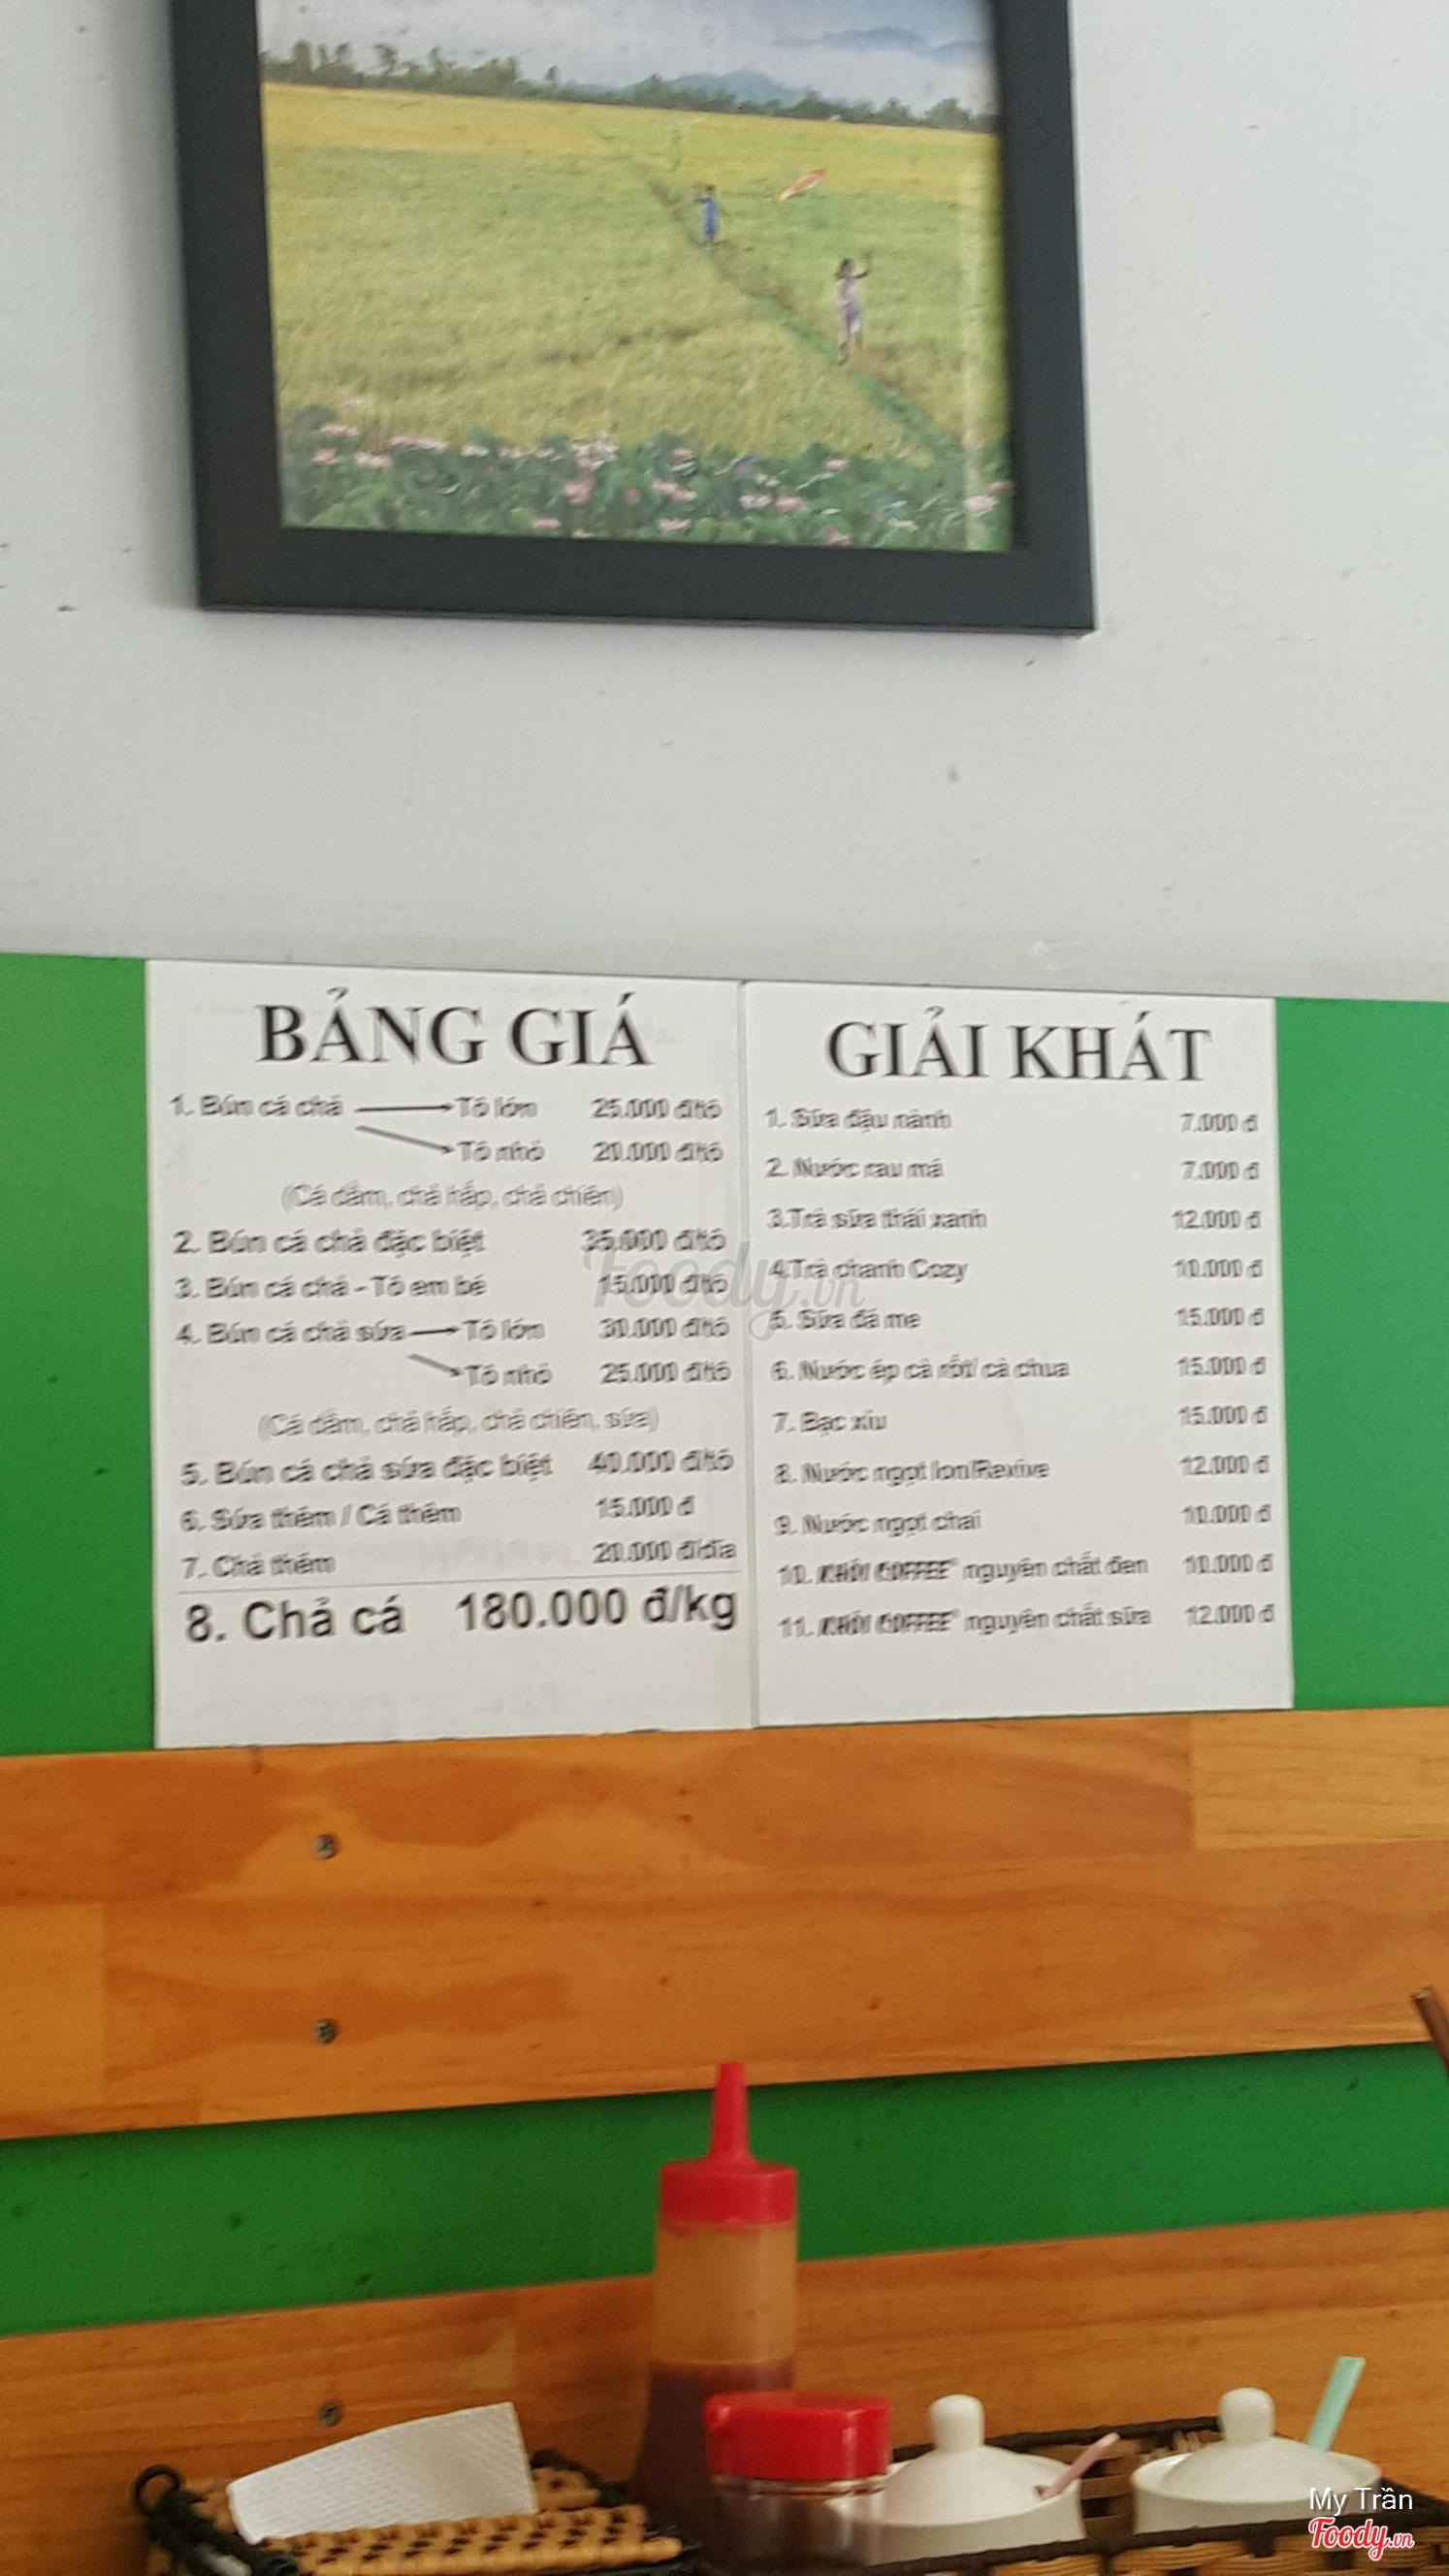 BẢNG GIÁ
1. Bún cá chả Tô lớn 25.000 đ/tô
Tô nhỏ 20.000 đ/tô
(Cá dầm, chả hấp, chả chiên)
2. Bún cá chả đặc biệt 35.000 đ/tô
3. Bún cá chả - Tô em bé 15.000 đ/tô
4. Bún cá chả sứa Tô lớn 30.000 đ/tô
Tô nhỏ 25.000 đ/tô
(Cá dầm, chả hấp, chả chiên, sứa)
5. Bún cá chả sứa đặc biệt 40.000 đ/tô
6. Sứa thêm / Cá thêm 15.000 đ
7. Chả thêm 20.000 đ/dĩa
8. Chả cá 180.000 đ/kg
GIẢI KHÁT
1. Sữa đậu nành 7.000 đ
2. Nước rau má 7.000 đ
3.Trà sữa thái xanh 12.000 đ
4.Trà chanh Cozy 10.000 đ
5. Sữa đá me 15.000 đ
6. Nước ép cà rốt/ cà chua 15.000 đ
7. Bạc xỉu 15.000 đ
8. Nước ngọt Ion/Revive 12.000 đ
9. Nước ngọt chai 10.000 đ
10. COFFEE" nguyên chất đen 10.000 đ
11. COFFEE" nguyên chất sữa 12.000 đ
Foody.vn
My Trần
Foody.vn